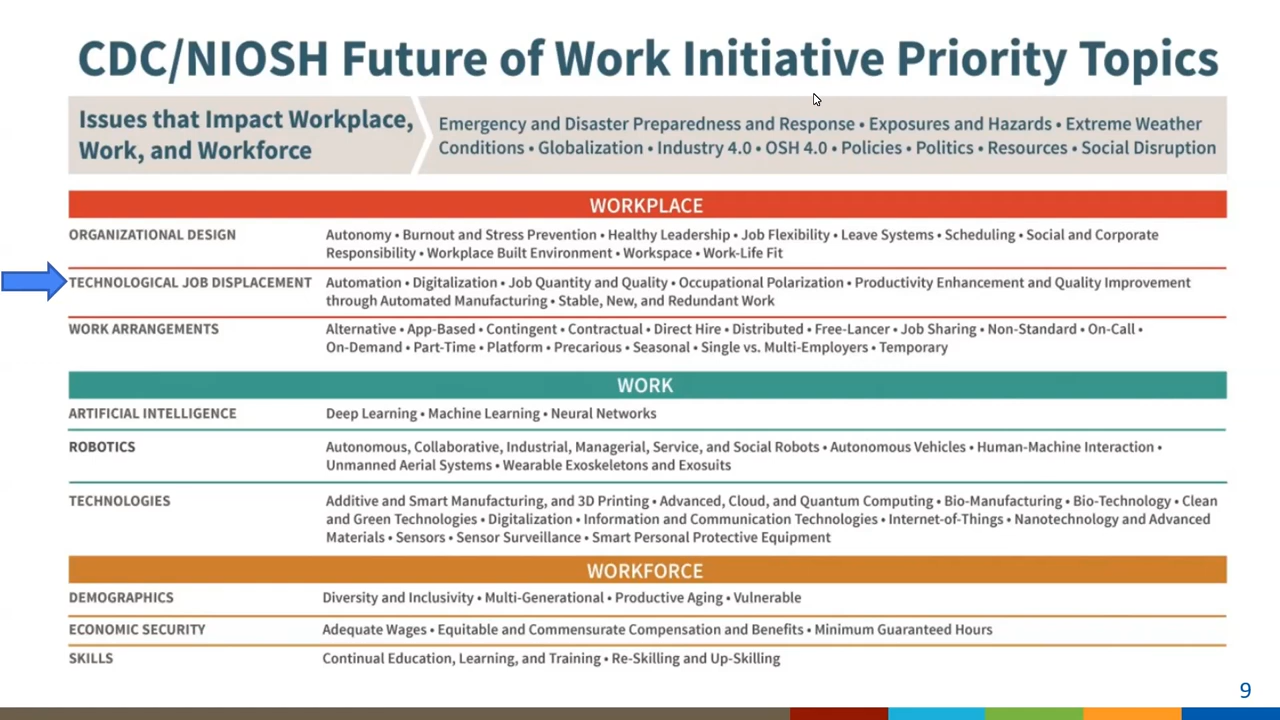 CDC/NIOSH Future of Work Initiative Priority Topics
Issues that Impact Workplace,
Work, and Workforce
Emergency and Disaster Preparedness and Response • Exposures and Hazards • Extreme Weather
Conditions • Globalization • Industry 4.0 • OSH 4.0 • Policies • Politics • Resources • Social Disruption
WORKPLACE
ORGANIZATIONAL DESIGN
Autonomy • Burnout and Stress Prevention • Healthy Leadership • Job Flexibility • Leave Systems • Scheduling • Social and Corporate
Responsibility • Workplace Built Environment • Workspace • Work-Life Fit
TECHNOLOGICAL JOB DISPLACEMENT
Automation • Digitalization • Job Quantity and Quality • Occupational Polarization • Productivity Enhancement and Quality Improvement
through Automated Manufacturing • Stable, New, and Redundant Work
WORK ARRANGEMENTS
Alternative • App-Based • Contingent • Contractual • Direct Hire • Distributed • Free-Lancer • Job Sharing • Non-Standard • On-Call •
On-Demand • Part-Time • Platform • Precarious • Seasonal • Single vs. Multi-Employers • Temporary
WORK
ARTIFICIAL INTELLIGENCE
Deep Learning • Machine Learning • Neural Networks
ROBOTICS
Autonomous, Collaborative, Industrial, Managerial, Service, and Social Robots • Autonomous Vehicles • Human-Machine Interaction •
Unmanned Aerial Systems • Wearable Exoskeletons and Exosuits
TECHNOLOGIES
Additive and Smart Manufacturing, and 3D Printing • Advanced, Cloud, and Quantum Computing • Bio-Manufacturing • Bio-Technology • Clean
and Green Technologies • Digitalization • Information and Communication Technologies • Internet-of-Things • Nanotechnology and Advanced
Materials • Sensors • Sensor Surveillance • Smart Personal Protective Equipment
WORKFORCE
DEMOGRAPHICS
Diversity and Inclusivity • Multi-Generational • Productive Aging • Vulnerable
ECONOMIC SECURITY
Adequate Wages • Equitable and Commensurate Compensation and Benefits • Minimum Guaranteed Hours
SKILLS
Continual Education, Learning, and Training • Re-Skilling and Up-Skilling
9